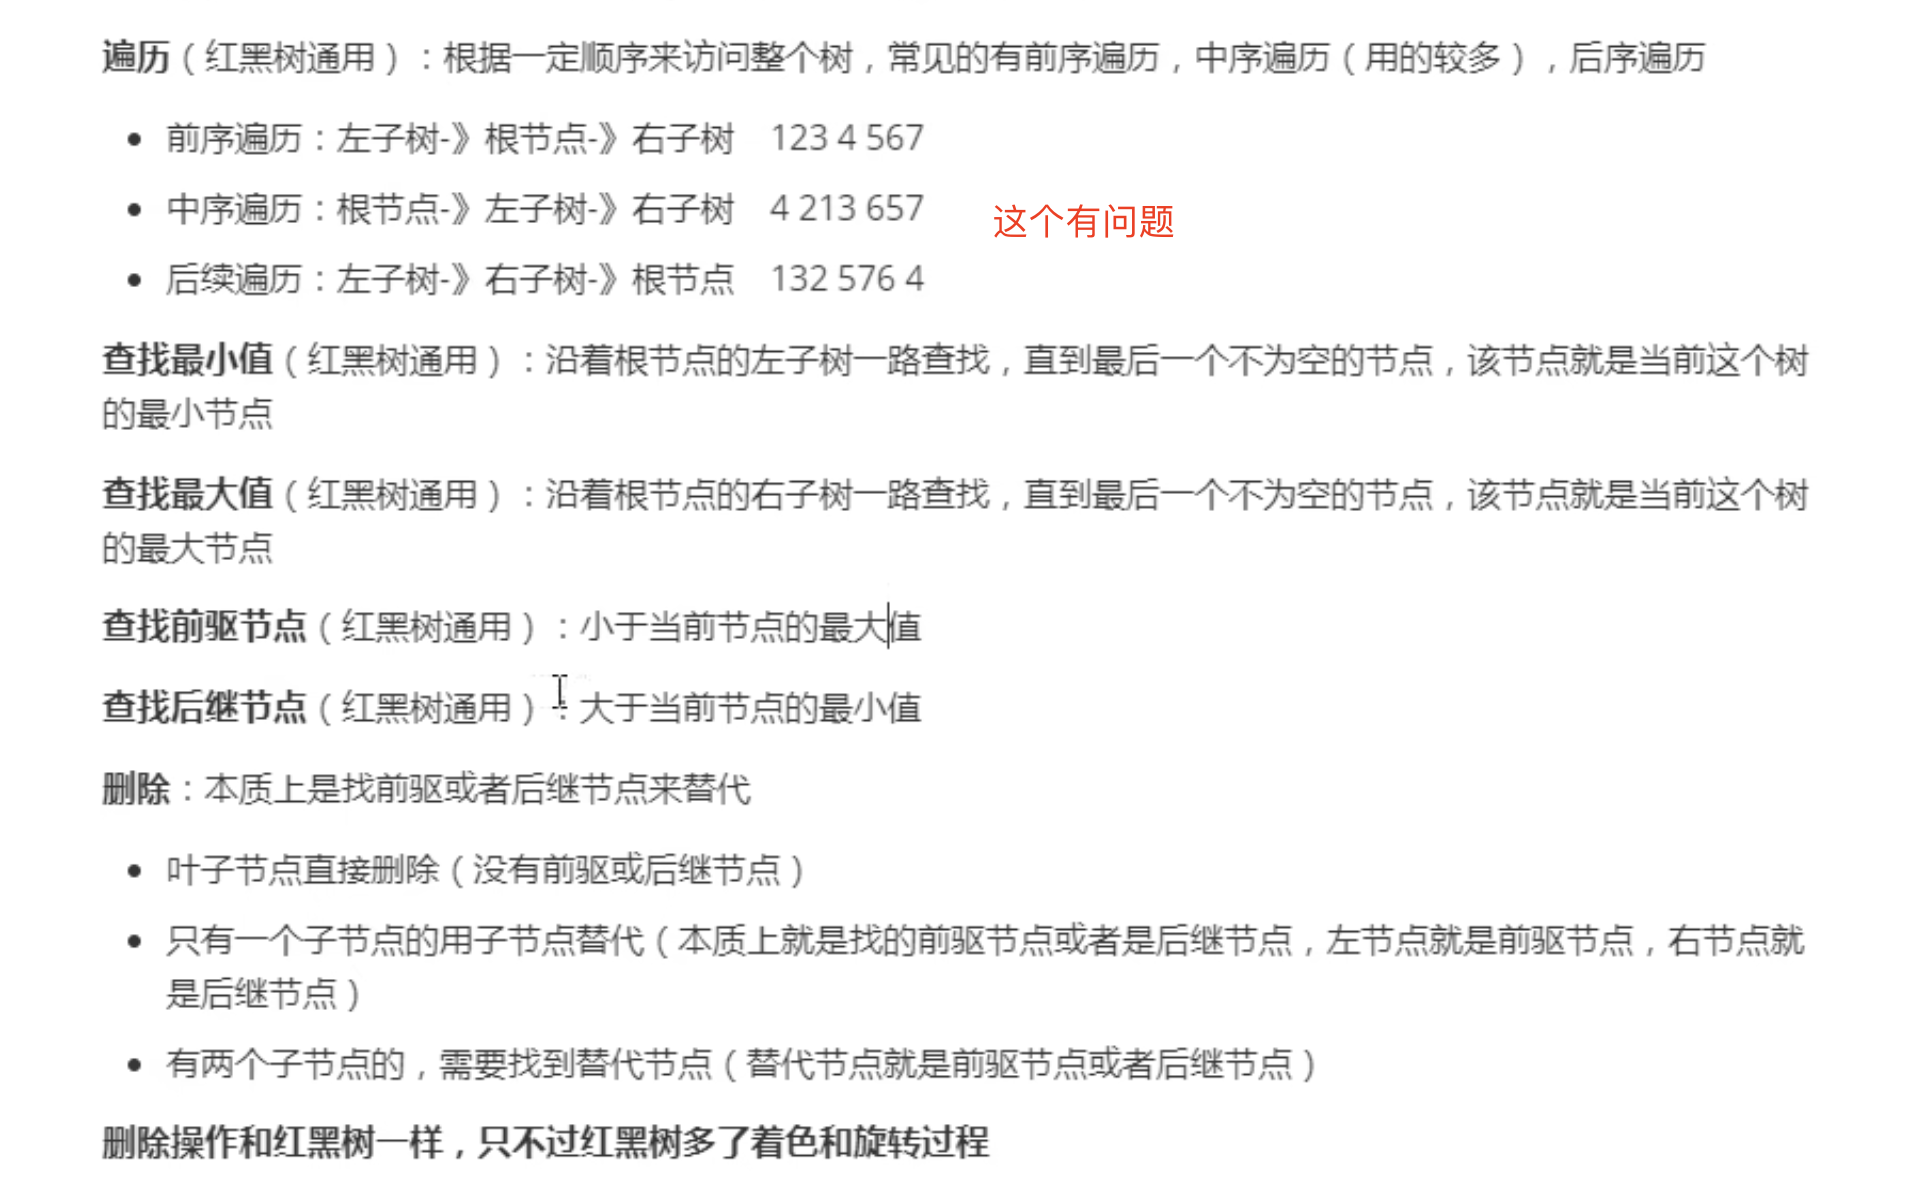 遍历（红黑树通用）：根据一定顺序来访问整个树，常见的有前序遍历，中序遍历（用的较多），后序遍历
前序遍历：左子树-》根节点-》右子树 123 4 567
中序遍历：根节点-》左子树-》右子树 4 213 657
这个有问题
后续遍历：左子树-》右子树-》根节点 132 576 4
查找最小值（红黑树通用）：沿着根节点的左子树一路查找，直到最后一个不为空的节点，该节点就是当前这个树
的最小节点
查找最大值（红黑树通用）：沿着根节点的右子树一路查找，直到最后一个不为空的节点，该节点就是当前这个树
的最大节点
查找前驱节点（红黑树通用）：小于当前节点的最大值
查找后继节点（红黑树通用）：大于当前节点的最小值
删除：本质上是找前驱或者后继节点来替代
叶子节点直接删除（没有前驱或后继节点）
只有一个子节点的用子节点替代（本质上就是找的前驱节点或者是后继节点，左节点就是前驱节点，右节点就
是后继节点）
有两个子节点的，需要找到替代节点（替代节点就是前驱节点或者后继节点）
删除操作和红黑树一样，只不过红黑树多了着色和旋转过程